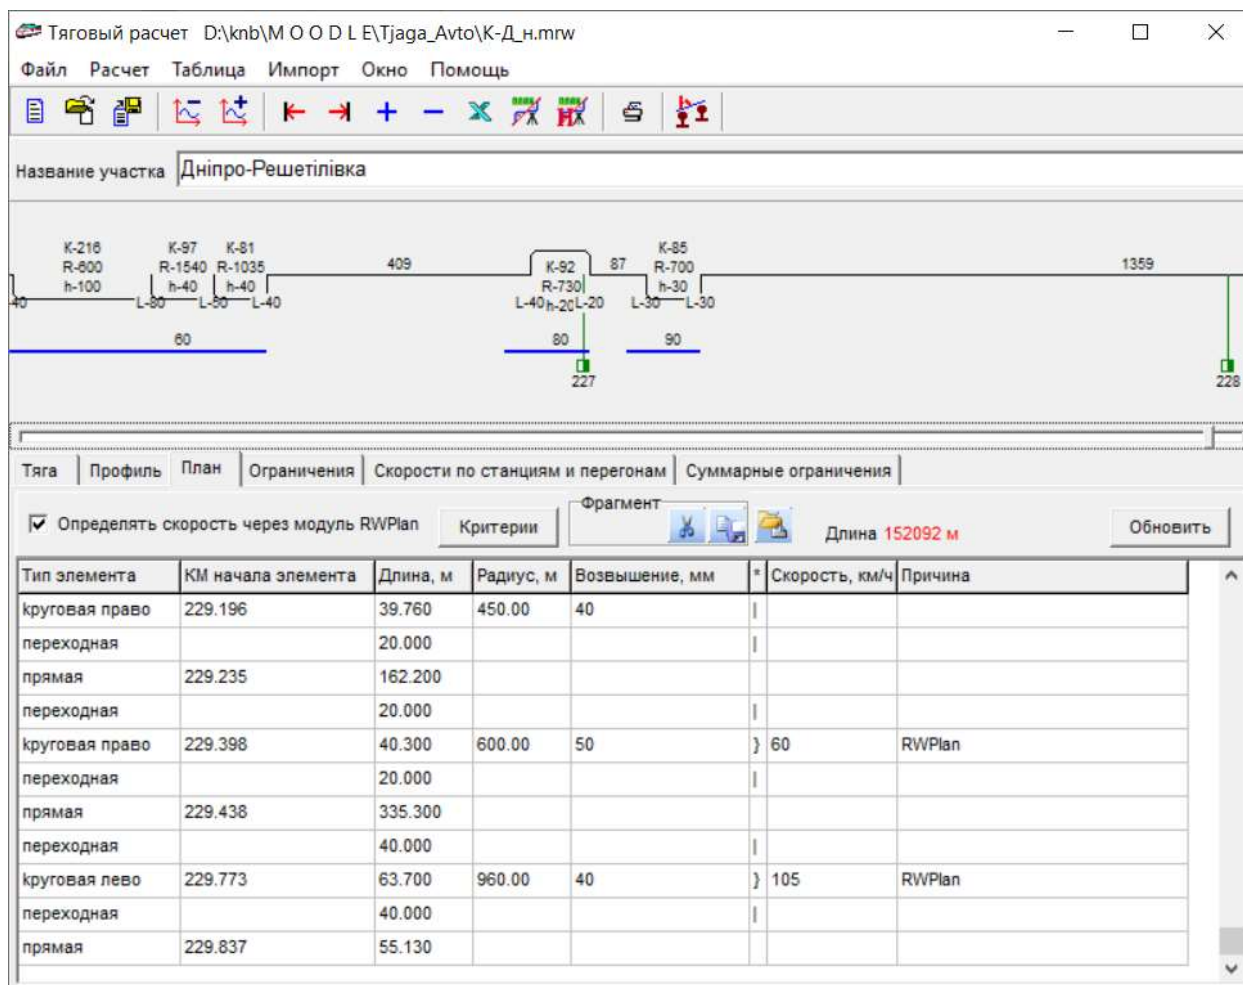 Тяговый расчет D:\knb\M O O D L E\Tjaga_Avto\К-Д_н.mrw
Файл Расчет Таблица Импорт Окно Помощь
Название участка Дніпро-Решетілівка
К-216 К-97 К-81 409 К-92 87 К-85 1359
R-600 R-1540 R-1035 R-730 R-700
h-100 h-40 h-40 h-20 h-30
40 L-80 L-50 L-40 L-40 L-20 L-30 L-30
60 80 90
227 228
Тяга Профиль План Ограничения Скорости по станциям и перегонам Суммарные ограничения
Определять скорость через модуль RWPlan Критерии Фрагмент Длина 152092 м Обновить
Тип элемента КМ начала элемента Длина, м Радиус, м Возвышение, мм * Скорость, км/ч Причина
круговая право 229.196 39.760 450.00 40 |
переходная 20.000 |
прямая 229.235 162.200
переходная 20.000 |
круговая право 229.398 40.300 600.00 50 } 60 RWPlan
переходная 20.000 |
прямая 229.438 335.300
переходная 40.000 |
круговая лево 229.773 63.700 960.00 40 } 105 RWPlan
переходная 40.000 |
прямая 229.837 55.130